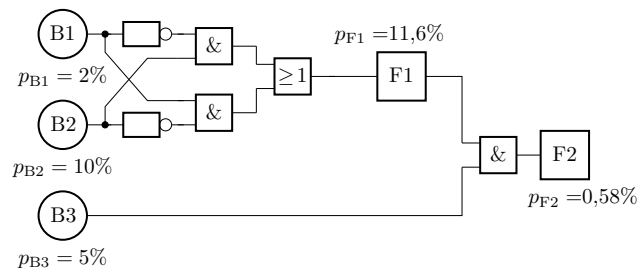 B1
p_B1 = 2%
&
≥1
p_F1 = 11,6%
F1
B2
p_B2 = 10%
&
&
F2
p_F2 = 0,58%
B3
p_B3 = 5%